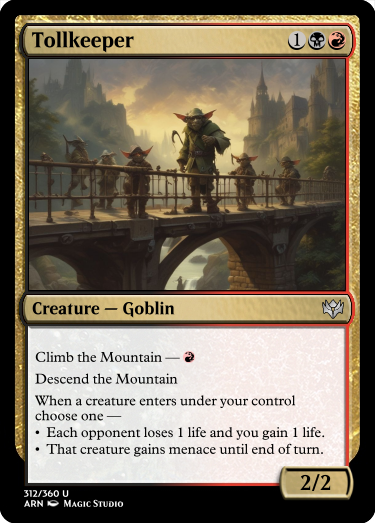 Tollkeeper 1
Creature — Goblin
Climb the Mountain —
Descend the Mountain
When a creature enters under your control
choose one —
• Each opponent loses 1 life and you gain 1 life.
• That creature gains menace until end of turn.
2/2
312/360 U
ARN MAGIC STUDIO